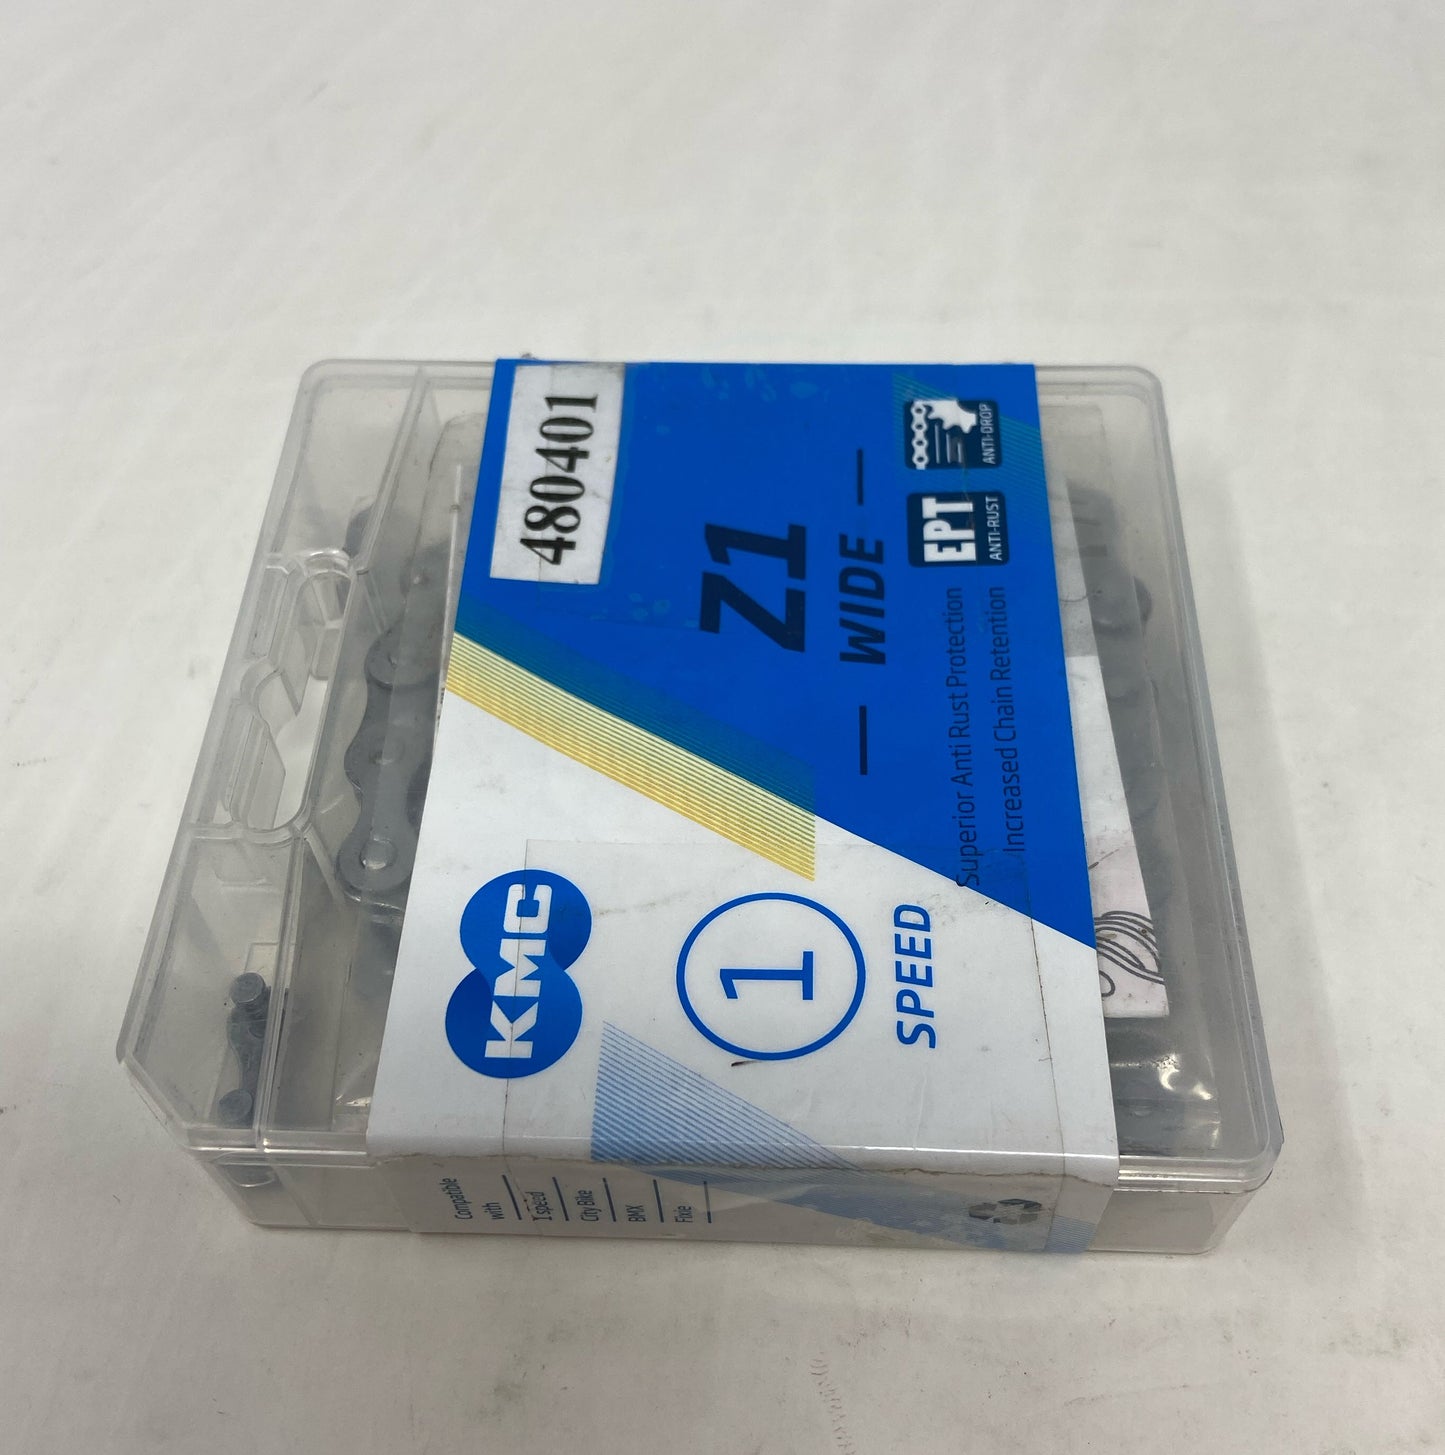 480401
Z1
WIDE
EPT
ANTI-RUST
ANTI-DROP
Superior Anti Rust Protection
Increased Chain Retention
KMC
1
SPEED
Compatible
with
1 speed
City Bike
BMX
Fixie